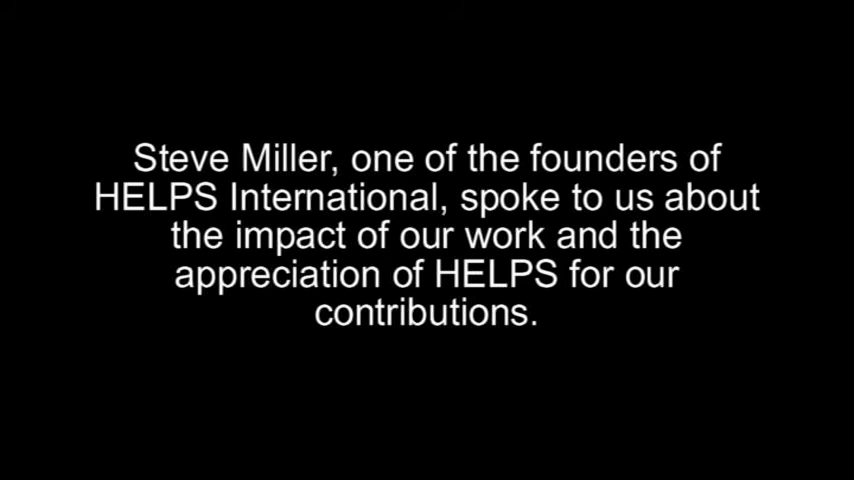 Steve Miller, one of the founders of
HELPS International, spoke to us about
the impact of our work and the
appreciation of HELPS for our
contributions.